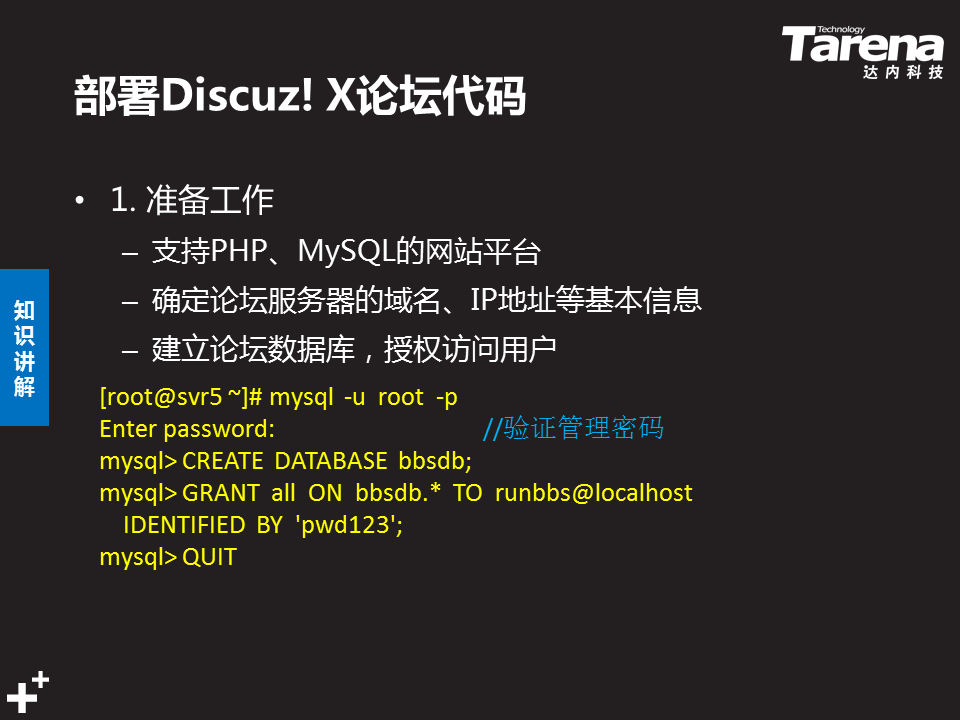 Technology
Tarena
达内科技
部署Discuz! X论坛代码
• 1. 准备工作
– 支持PHP、MySQL的网站平台
– 确定论坛服务器的域名、IP地址等基本信息
– 建立论坛数据库，授权访问用户
知识讲解
[root@svr5 ~]# mysql -u root -p
Enter password: //验证管理密码
mysql> CREATE DATABASE bbsdb;
mysql> GRANT all ON bbsdb.* TO runbbs@localhost
IDENTIFIED BY 'pwd123';
mysql> QUIT